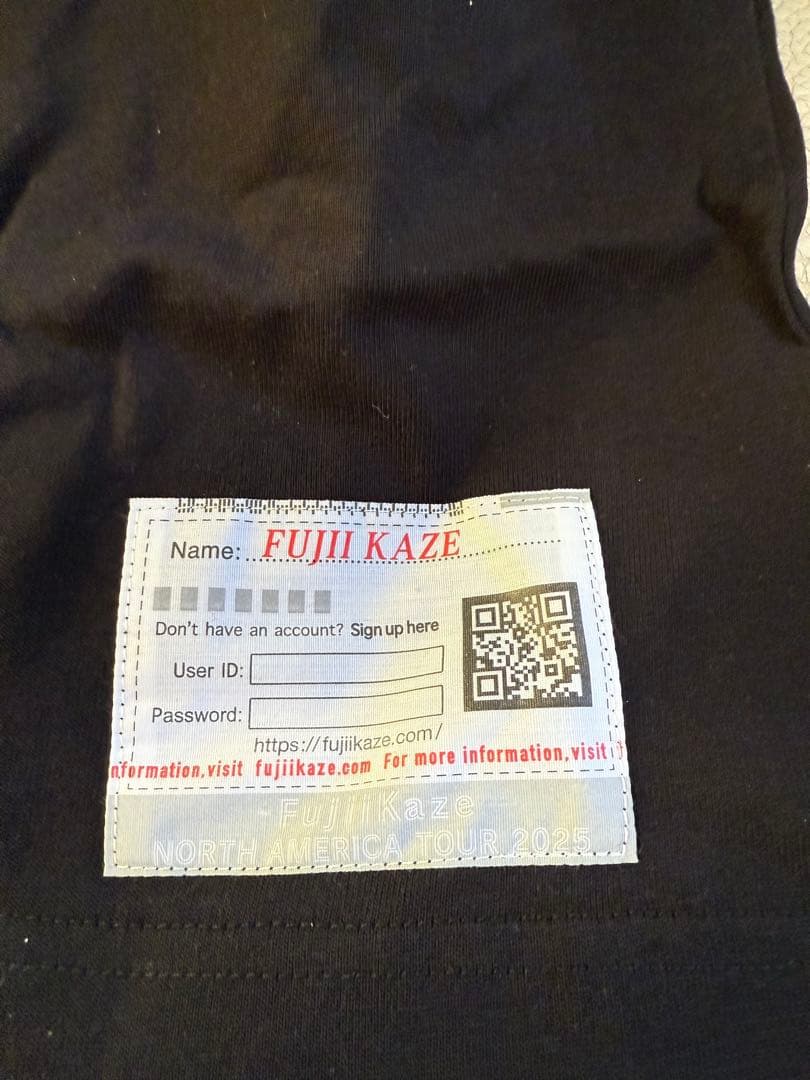 Name: FUJII KAZE
Don't have an account? Sign up here
User ID:
Password:
https://fujiikaze.com/
nformation,visit fujiikaze.com For more information,visit
Fujii Kaze
NORTH AMERICA TOUR 2025